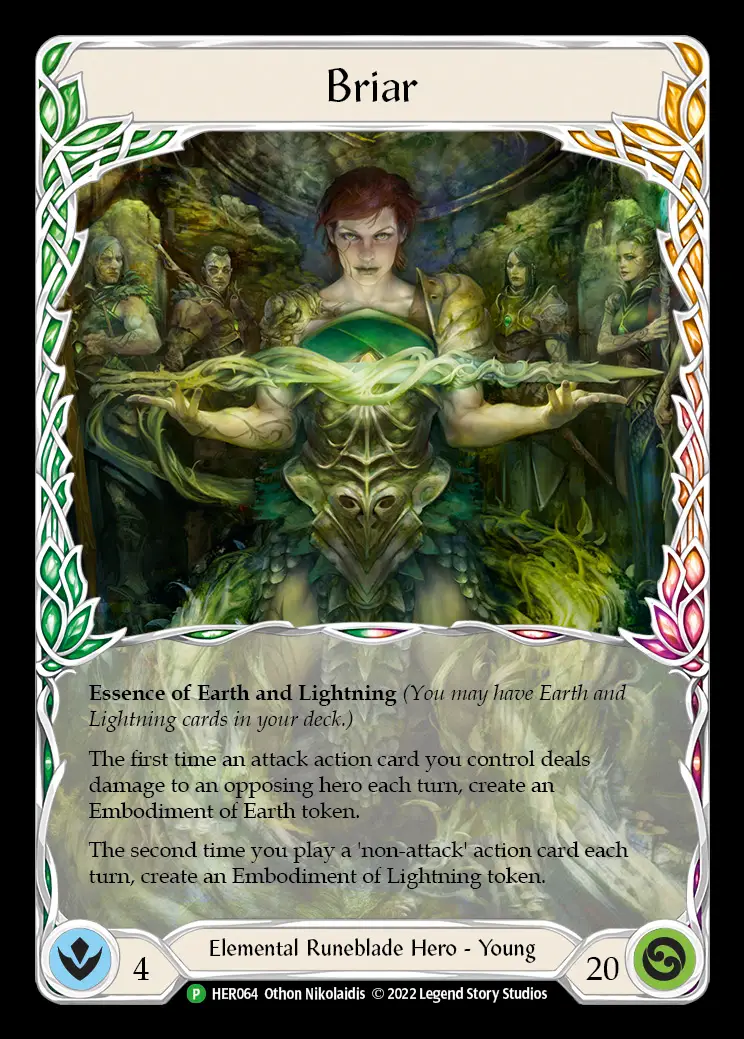 Briar
Essence of Earth and Lightning (You may have Earth and
Lightning cards in your deck.)
The first time an attack action card you control deals
damage to an opposing hero each turn, create an
Embodiment of Earth token.
The second time you play a 'non-attack' action card each
turn, create an Embodiment of Lightning token.
4
Elemental Runeblade Hero - Young
20
P HER064 Othon Nikolaidis © 2022 Legend Story Studios